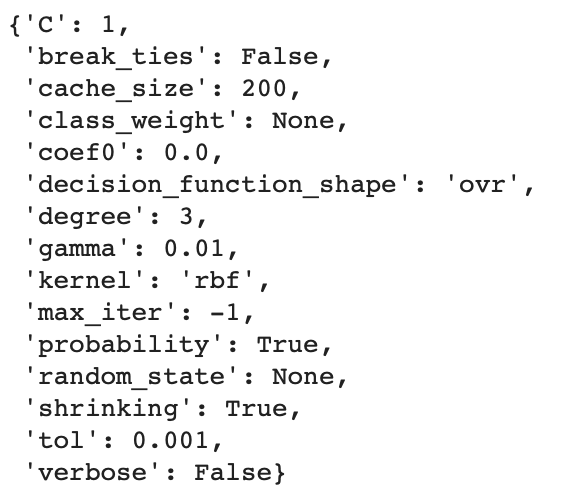 {'C': 1,
 'break_ties': False,
 'cache_size': 200,
 'class_weight': None,
 'coef0': 0.0,
 'decision_function_shape': 'ovr',
 'degree': 3,
 'gamma': 0.01,
 'kernel': 'rbf',
 'max_iter': -1,
 'probability': True,
 'random_state': None,
 'shrinking': True,
 'tol': 0.001,
 'verbose': False}